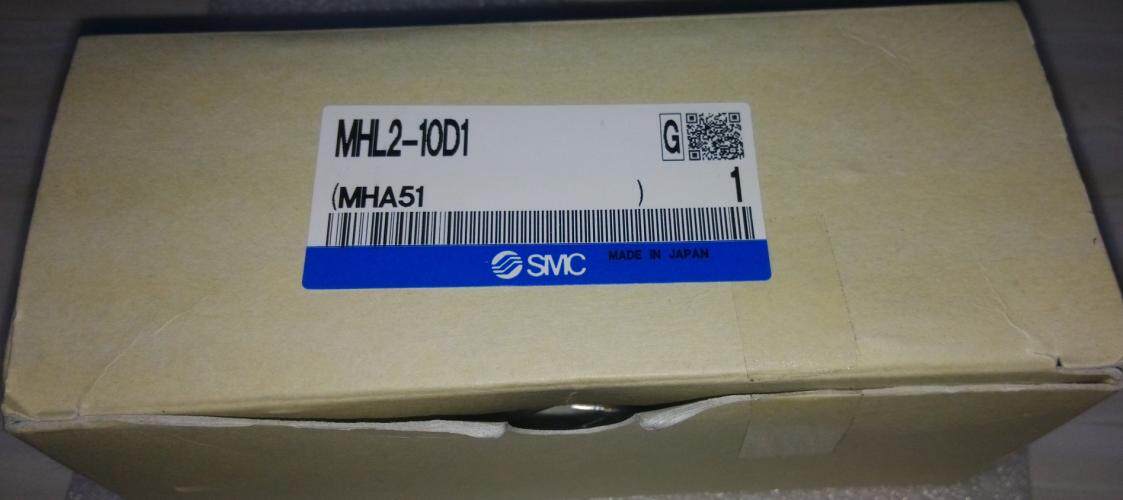 MHL2-10D1
G
(MHA51 )
1
SMC
MADE IN JAPAN